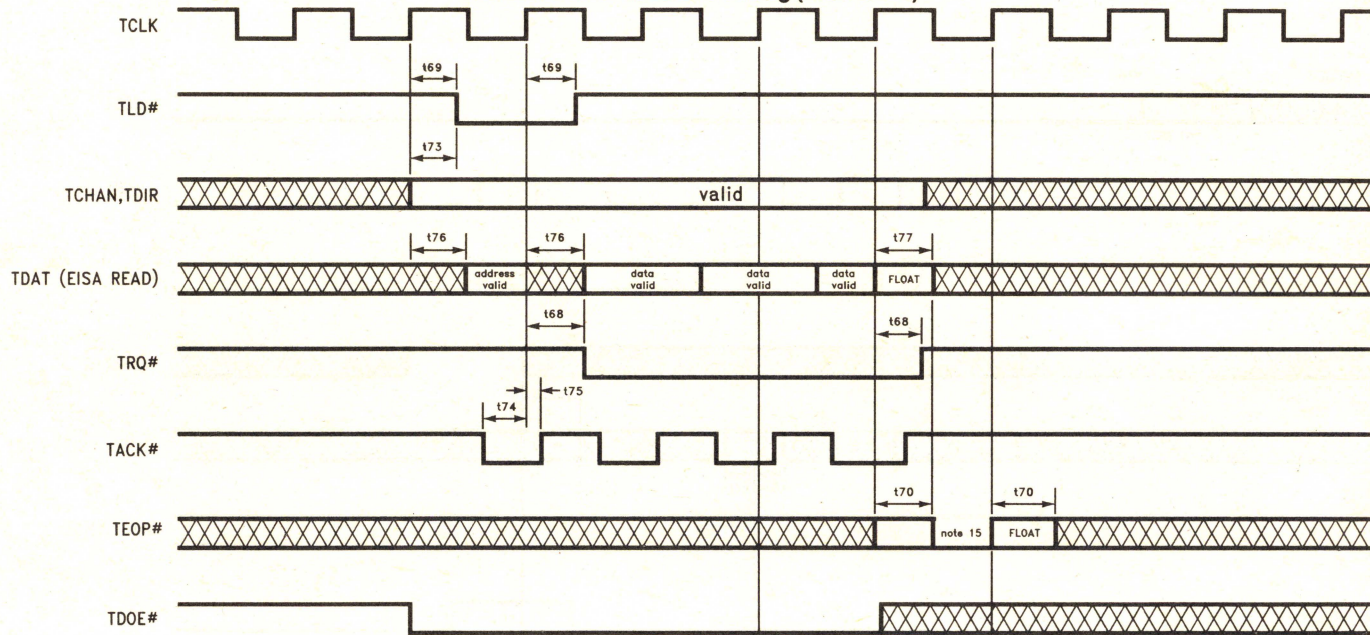 TCLK
t69 t69
TLD#
t73
TCHAN,TDIR valid
t76 t76 t77
TDAT (EISA READ) address valid data valid data valid data valid FLOAT
t68 t68
TRQ#
t75
t74
TACK#
t70 t70
TEOP# note 15 FLOAT
TDOE#